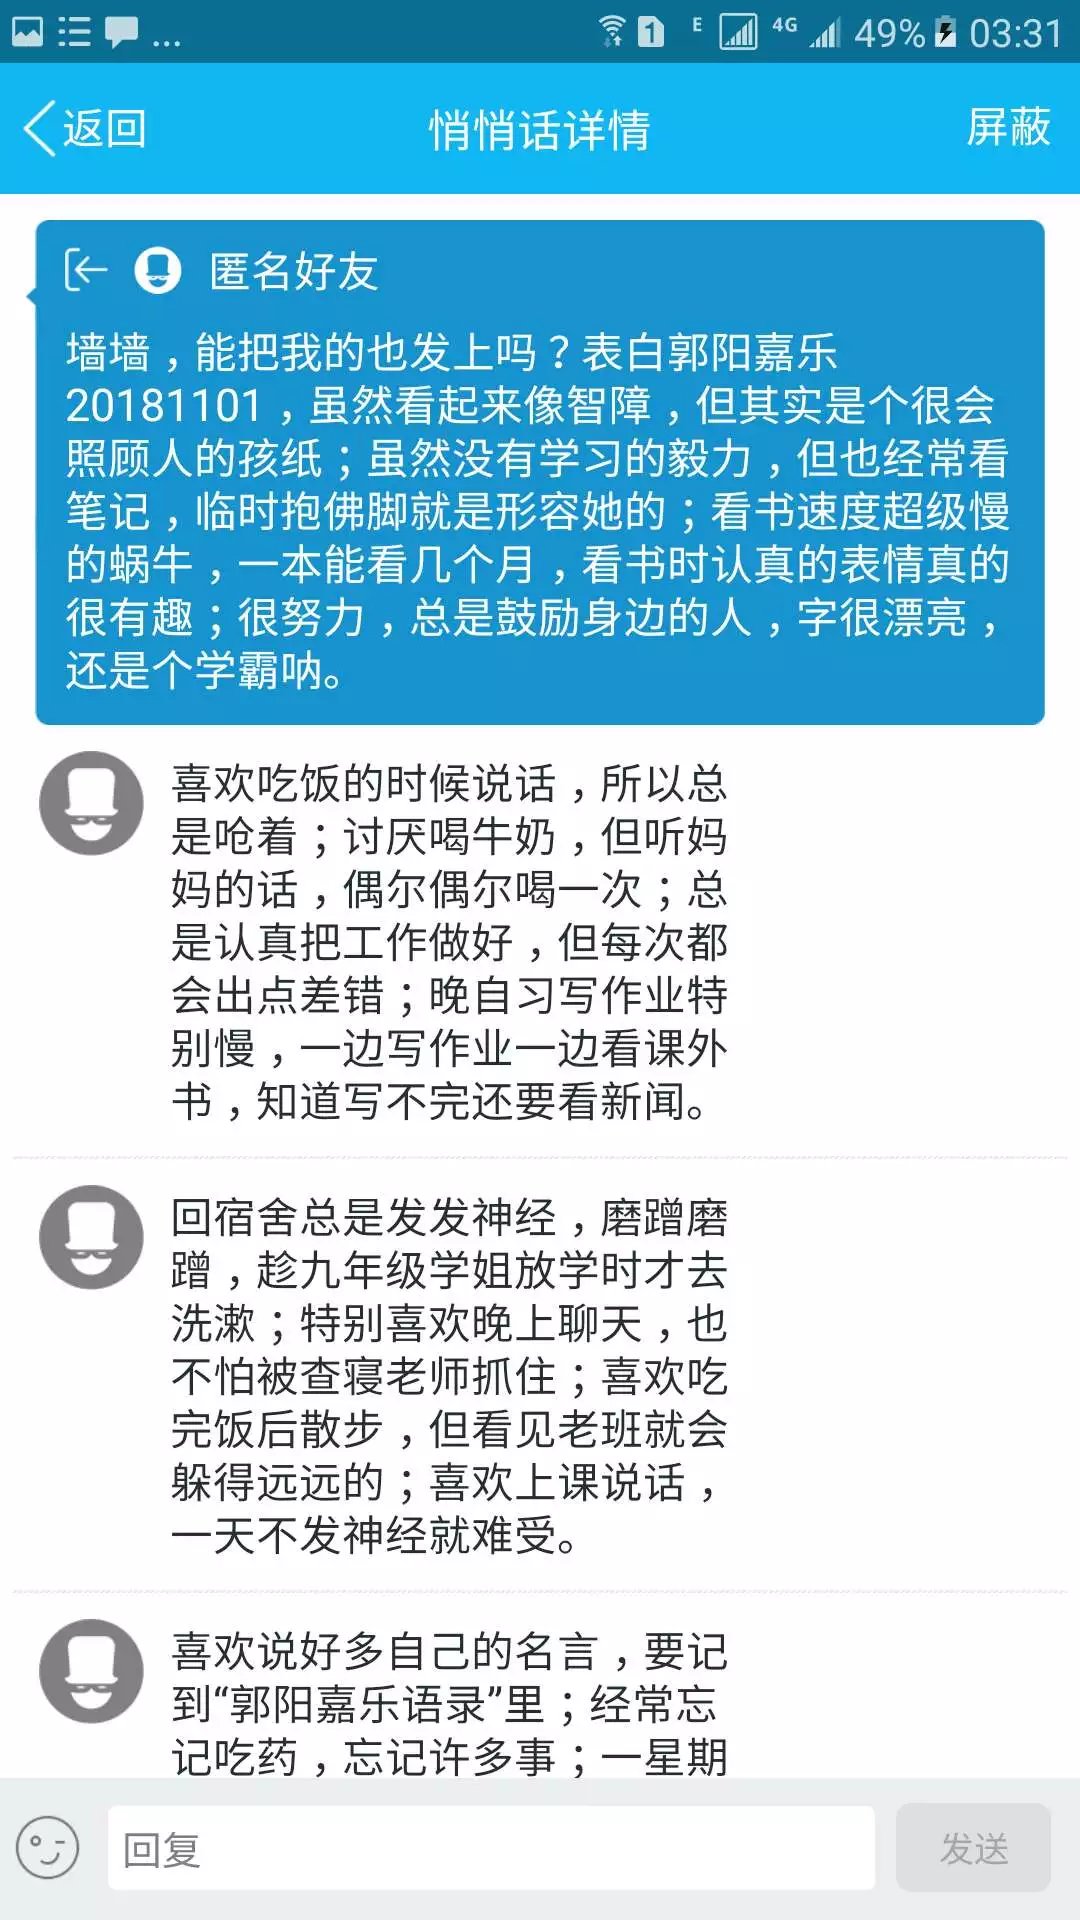 ... 1 E 4G 49% 03:31
返回 悄悄话详情 屏蔽
匿名好友
墙墙，能把我的也发上吗？表白郭阳嘉乐
20181101，虽然看起来像智障，但其实是个很会
照顾人的孩纸；虽然没有学习的毅力，但也经常看
笔记，临时抱佛脚就是形容她的；看书速度超级慢
的蜗牛，一本能看几个月，看书时认真的表情真的
很有趣；很努力，总是鼓励身边的人，字很漂亮，
还是个学霸呐。
喜欢吃饭的时候说话，所以总
是呛着；讨厌喝牛奶，但听妈
妈的话，偶尔偶尔喝一次；总
是认真把工作做好，但每次都
会出点差错；晚自习写作业特
别慢，一边写作业一边看课外
书，知道写不完还要看新闻。
回宿舍总是发发神经，磨蹭磨
蹭，趁九年级学姐放学时才去
洗漱；特别喜欢晚上聊天，也
不怕被查寝老师抓住；喜欢吃
完饭后散步，但看见老班就会
躲得远远的；喜欢上课说话，
一天不发神经就难受。
喜欢说好多自己的名言，要记
到“郭阳嘉乐语录”里；经常忘
记吃药，忘记许多事；一星期
回复 发送